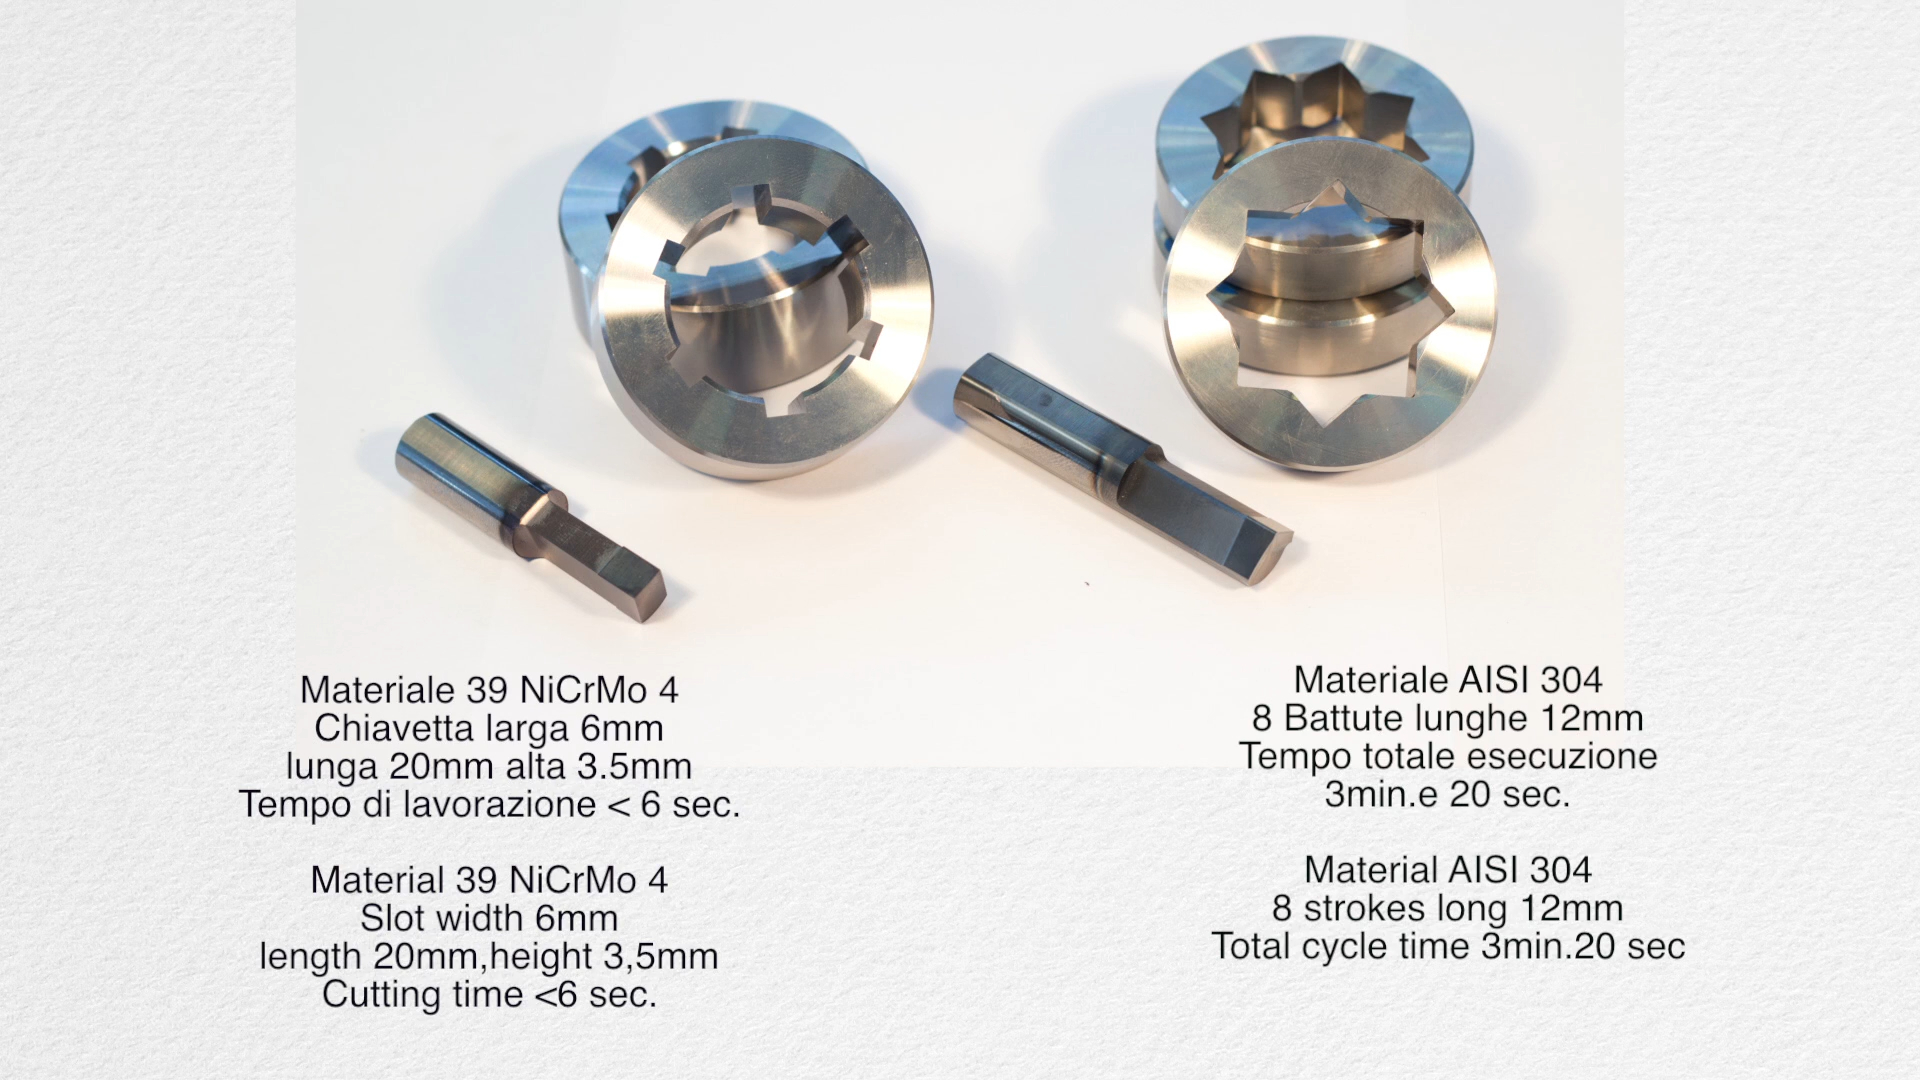 Materiale 39 NiCrMo 4
Chiavetta larga 6mm
lunga 20mm alta 3.5mm
Tempo di lavorazione < 6 sec.
Material 39 NiCrMo 4
Slot width 6mm
length 20mm,height 3,5mm
Cutting time <6 sec.
Materiale AISI 304
8 Battute lunghe 12mm
Tempo totale esecuzione
3min.e 20 sec.
Material AISI 304
8 strokes long 12mm
Total cycle time 3min.20 sec